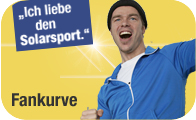 „Ich liebe
den
Solarsport.“
Fankurve